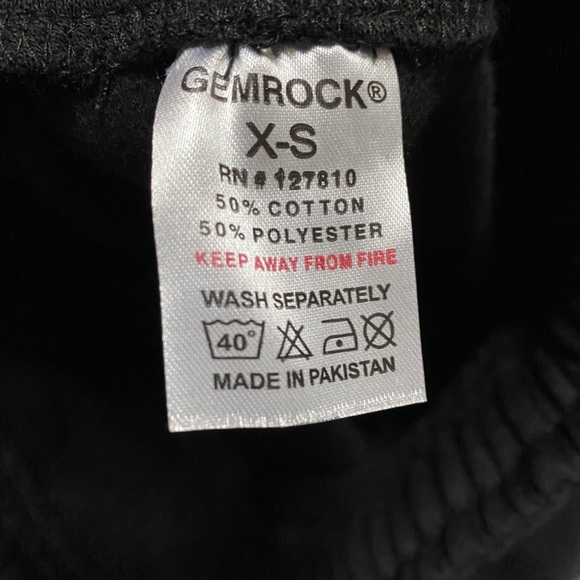 GEMROCK®
X-S
RN # 127810
50% COTTON
50% POLYESTER
KEEP AWAY FROM FIRE
WASH SEPARATELY
40°
MADE IN PAKISTAN